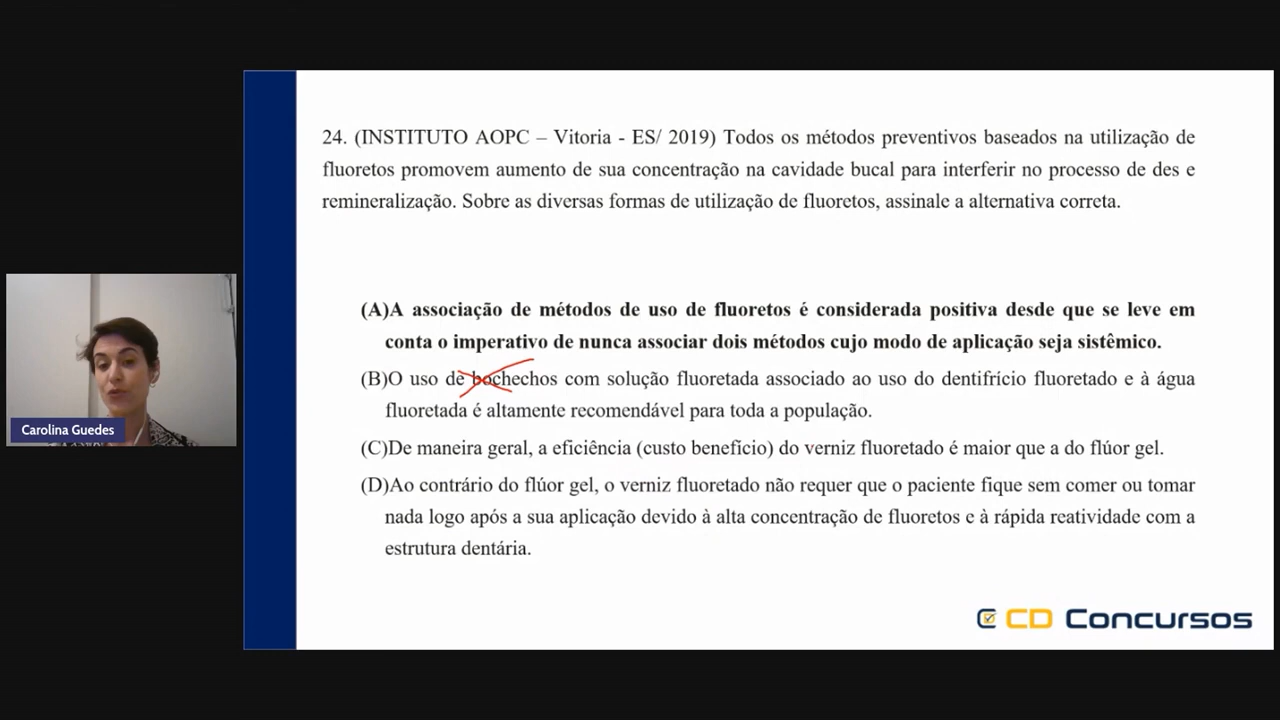 24. (INSTITUTO AOPC – Vitoria - ES/ 2019) Todos os métodos preventivos baseados na utilização de
fluoretos promovem aumento de sua concentração na cavidade bucal para interferir no processo de des e
remineralização. Sobre as diversas formas de utilização de fluoretos, assinale a alternativa correta.
(A)A associação de métodos de uso de fluoretos é considerada positiva desde que se leve em
conta o imperativo de nunca associar dois métodos cujo modo de aplicação seja sistêmico.
(B)O uso de bochechos com solução fluoretada associado ao uso do dentifrício fluoretado e à água
fluoretada é altamente recomendável para toda a população.
(C)De maneira geral, a eficiência (custo benefício) do verniz fluoretado é maior que a do flúor gel.
(D)Ao contrário do flúor gel, o verniz fluoretado não requer que o paciente fique sem comer ou tomar
nada logo após a sua aplicação devido à alta concentração de fluoretos e à rápida reatividade com a
estrutura dentária.
Carolina Guedes
CD Concursos